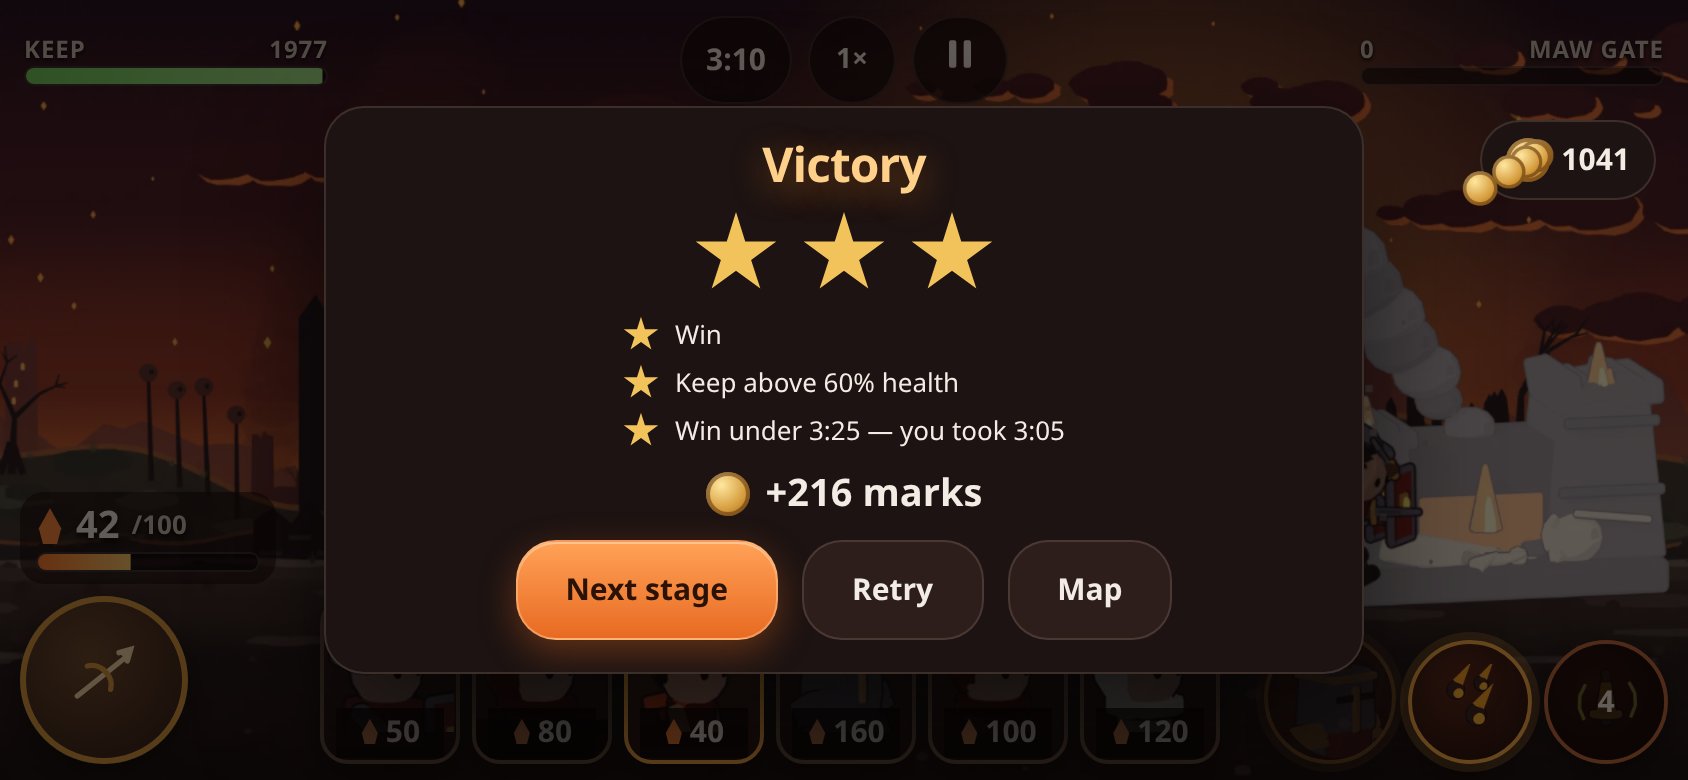 KEEP 1977 3:10 1× 0 MAW GATE
1041
Victory
Win
Keep above 60% health
Win under 3:25 — you took 3:05
+216 marks
42 /100
Next stage Retry Map
50 80 40 160 100 120 4